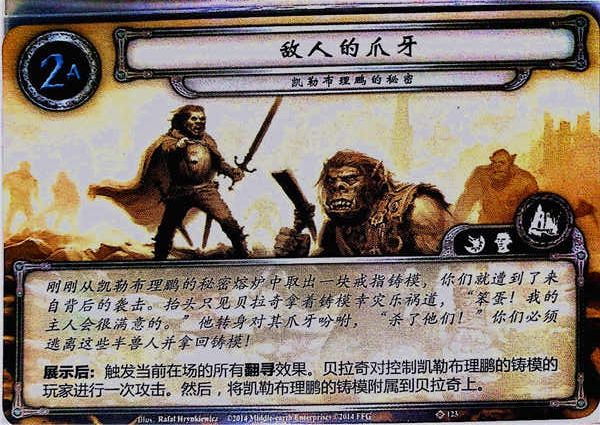 2A
敌人的爪牙
凯勒布理鹏的秘密
刚刚从凯勒布理鹏的秘密熔炉中取出一块戒指铸模，你们就遭到了来
自背后的袭击。抬头只见贝拉奇拿着铸模幸灾乐祸道，“笨蛋！我的
主人会很满意的。”他转身对其爪牙吩咐，“杀了他们！”你们必须
逃离这些半兽人并拿回铸模！
展示后：触发当前在场的所有翻寻效果。贝拉奇对控制凯勒布理鹏的铸模的
玩家进行一次攻击。然后，将凯勒布理鹏的铸模附属到贝拉奇上。
Illus. Rafał Hrynkiewicz ©2014 Middle-earth Enterprises ©2014 FFG 123